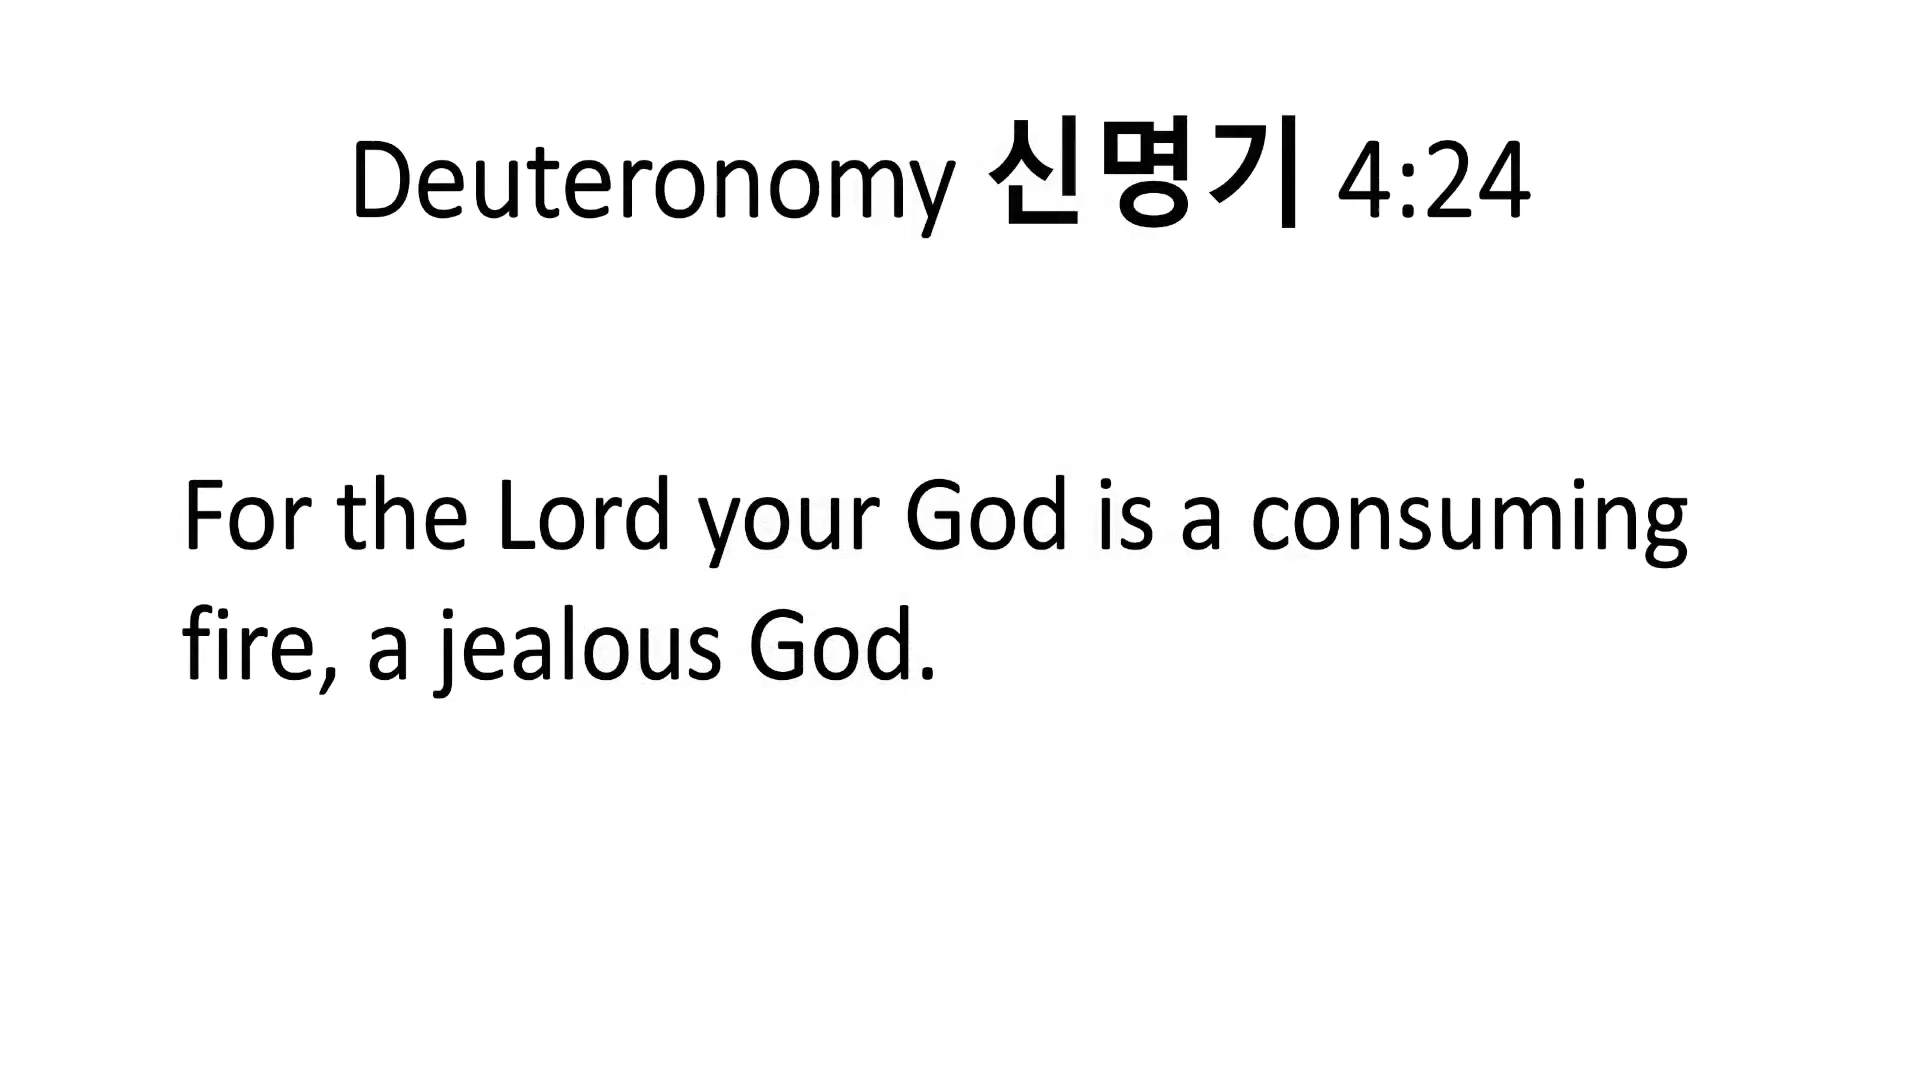 Deuteronomy 신명기 4:24
For the Lord your God is a consuming
fire, a jealous God.